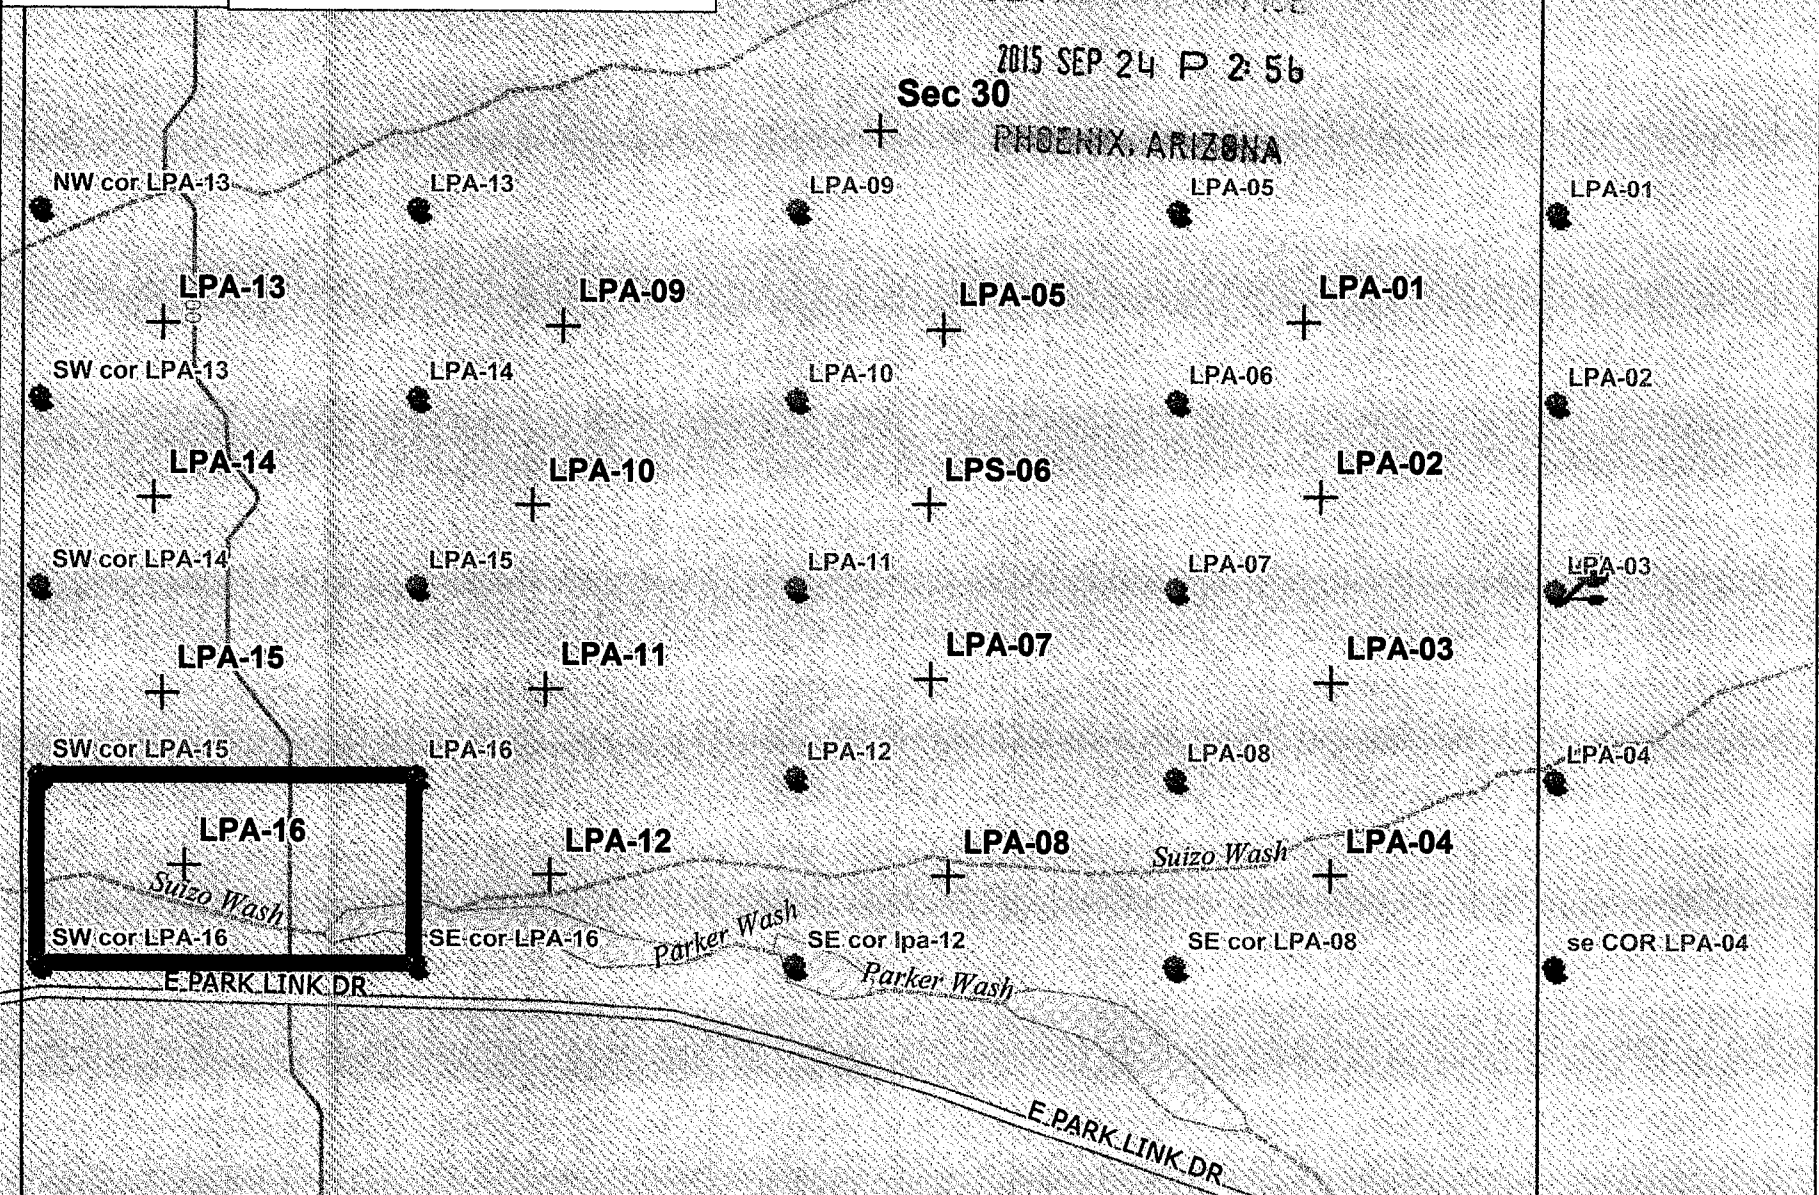 2015 SEP 24 P 2:56
Sec 30
PHOENIX, ARIZONA
NW cor LPA-13
LPA-13
LPA-09
LPA-05
LPA-01
LPA-13
LPA-09
LPA-05
LPA-01
SW cor LPA-13
LPA-14
LPA-10
LPA-06
LPA-02
LPA-14
LPA-10
LPS-06
LPA-02
SW cor LPA-14
LPA-15
LPA-11
LPA-07
LPA-03
LPA-15
LPA-11
LPA-07
LPA-03
SW cor LPA-15
LPA-16
LPA-12
LPA-08
LPA-04
LPA-16
LPA-12
LPA-08
LPA-04
Suizo Wash
Suizo Wash
Parker Wash
SW cor LPA-16
SE cor LPA-16
SE cor lpa-12
SE cor LPA-08
se COR LPA-04
Parker Wash
E PARK LINK DR
E PARK LINK DR